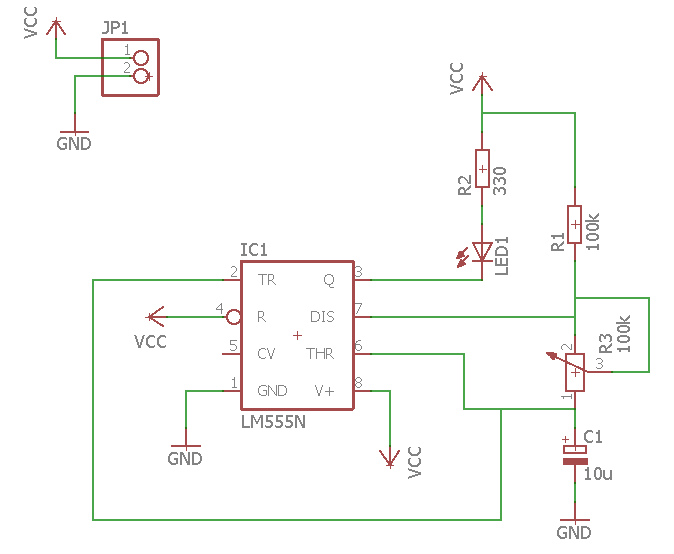 VCC
JP1
1
2
GND
VCC
R2
330
LED1
R1
100k
IC1
2 TR Q 3
4 R DIS 7
5 CV THR 6
1 GND V+ 8
LM555N
VCC
GND
VCC
2
R3
100k
3
1
+ C1
10u
GND